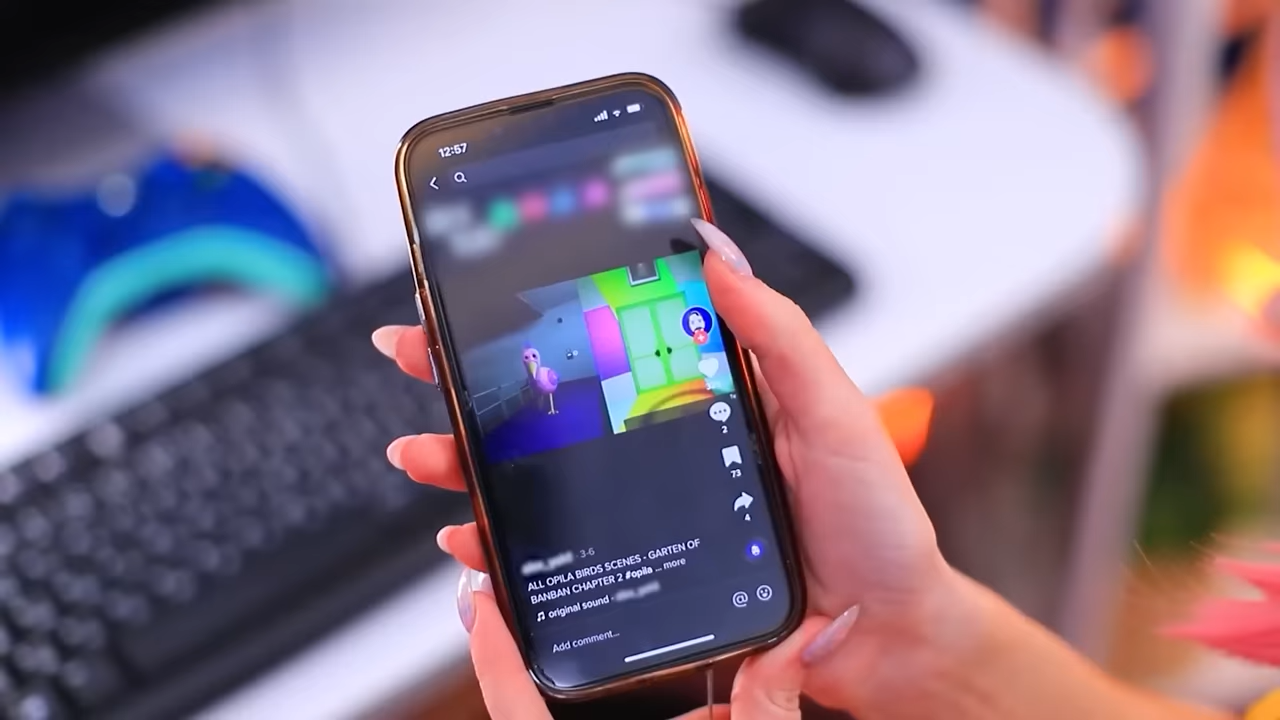 12:57
2
73
4
· 3-6
ALL OPILA BIRDS SCENES - GARTEN OF
BANBAN CHAPTER 2 #opila ... more
original sound -
Add comment...